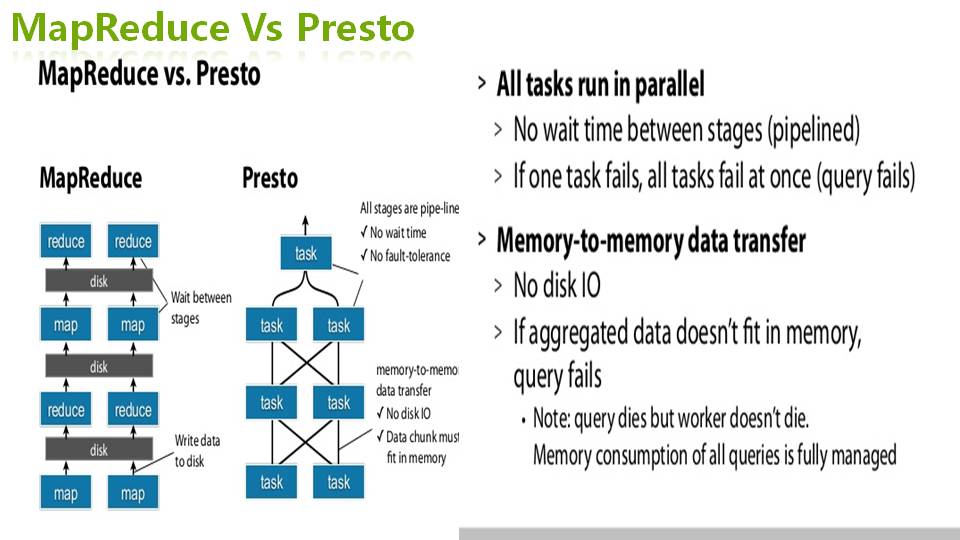 MapReduce Vs Presto
MapReduce vs. Presto
MapReduce
Presto
reduce
reduce
disk
map
map
disk
reduce
reduce
disk
map
map
Wait between
stages
Write data
to disk
All stages are pipe-line
✓ No wait time
✓ No fault-tolerance
task
task
task
task
task
task
task
memory-to-memo
data transfer
✓ No disk IO
✓ Data chunk must
fit in memory
> All tasks run in parallel
> No wait time between stages (pipelined)
> If one task fails, all tasks fail at once (query fails)
> Memory-to-memory data transfer
> No disk IO
> If aggregated data doesn't fit in memory,
query fails
• Note: query dies but worker doesn't die.
Memory consumption of all queries is fully managed